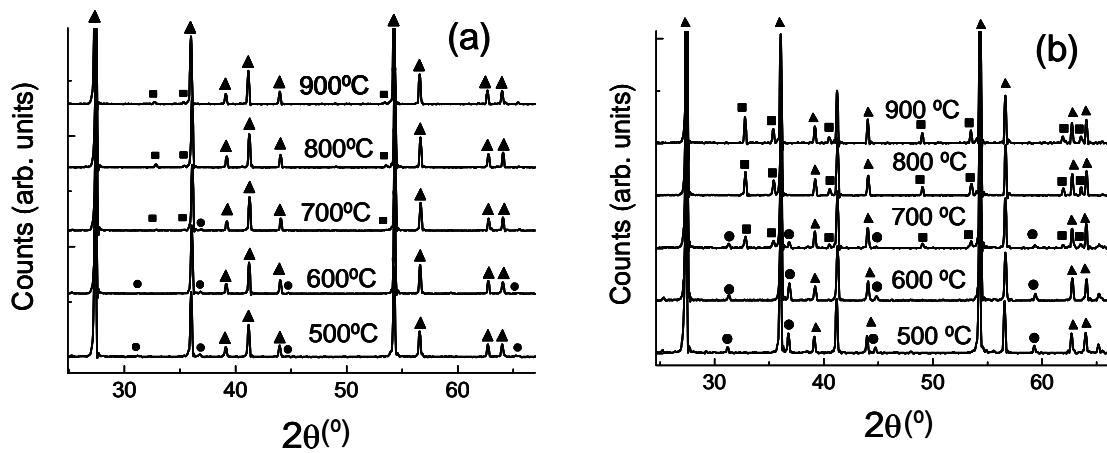 (a)
Counts (arb. units)
900ºC
800ºC
700ºC
600ºC
500ºC
30 40 50 60
2θ(º)
(b)
Counts (arb. units)
900 ºC
800 ºC
700 ºC
600 ºC
500 ºC
30 40 50 60
2θ(º)